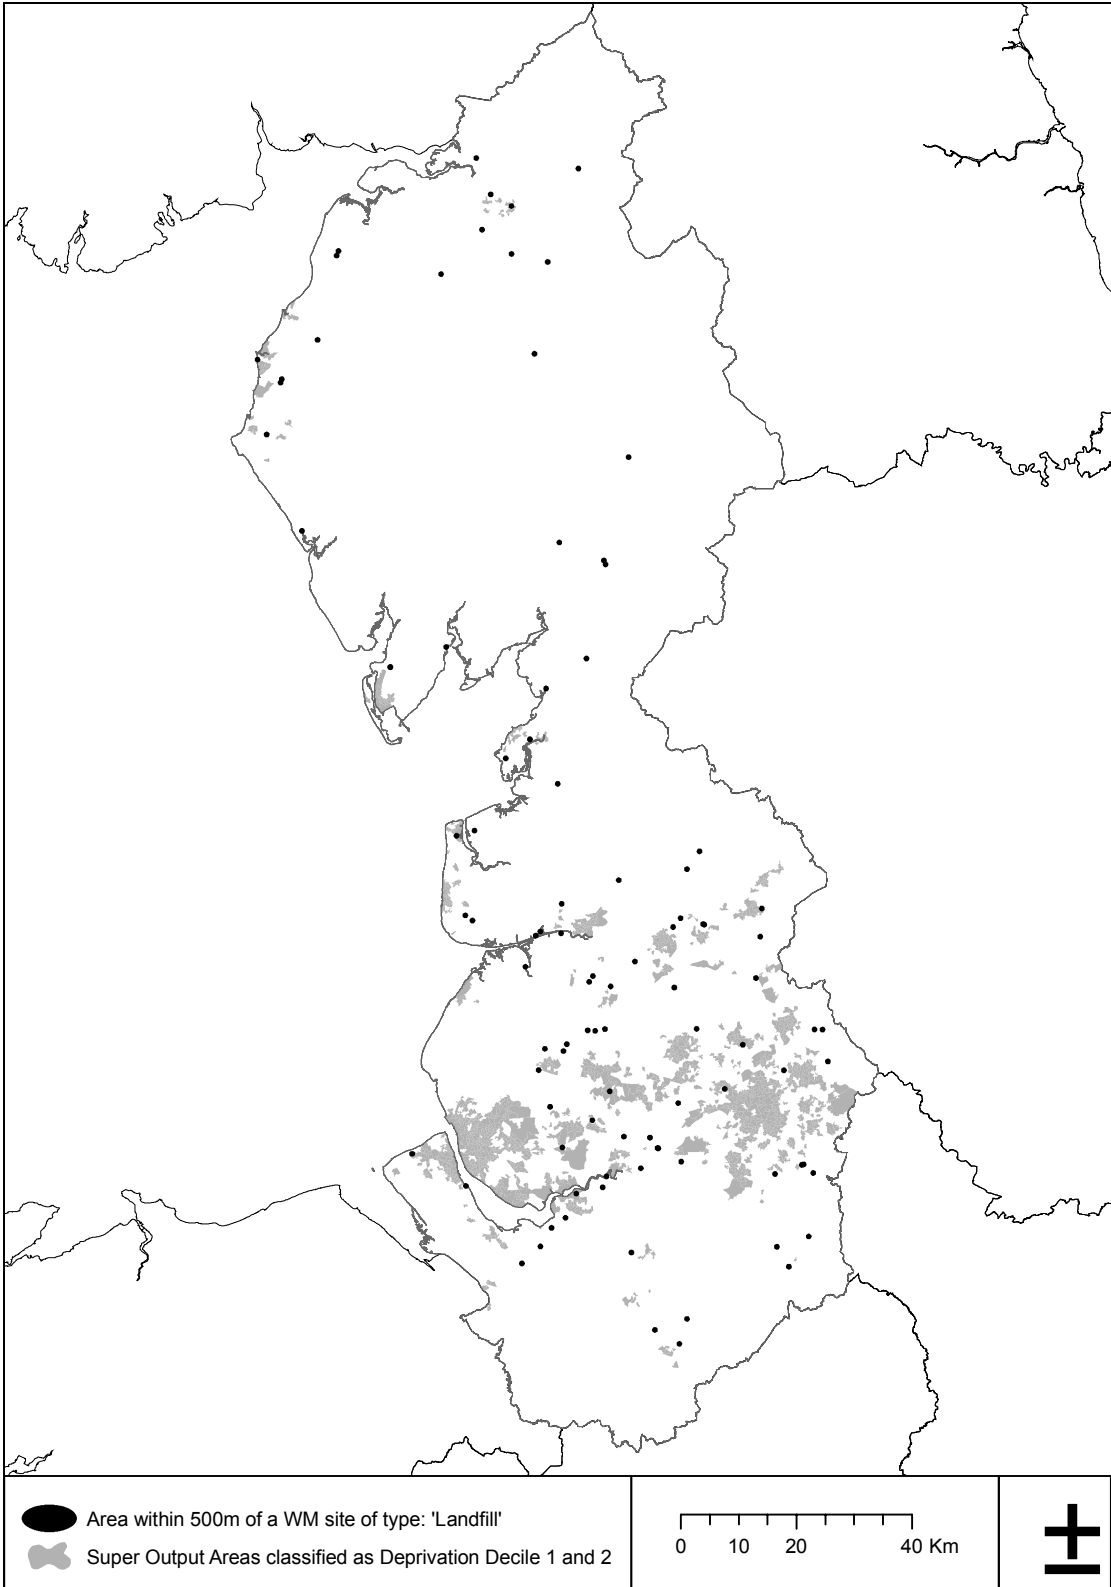 Area within 500m of a WM site of type: 'Landfill'
Super Output Areas classified as Deprivation Decile 1 and 2
0 10 20 40 Km